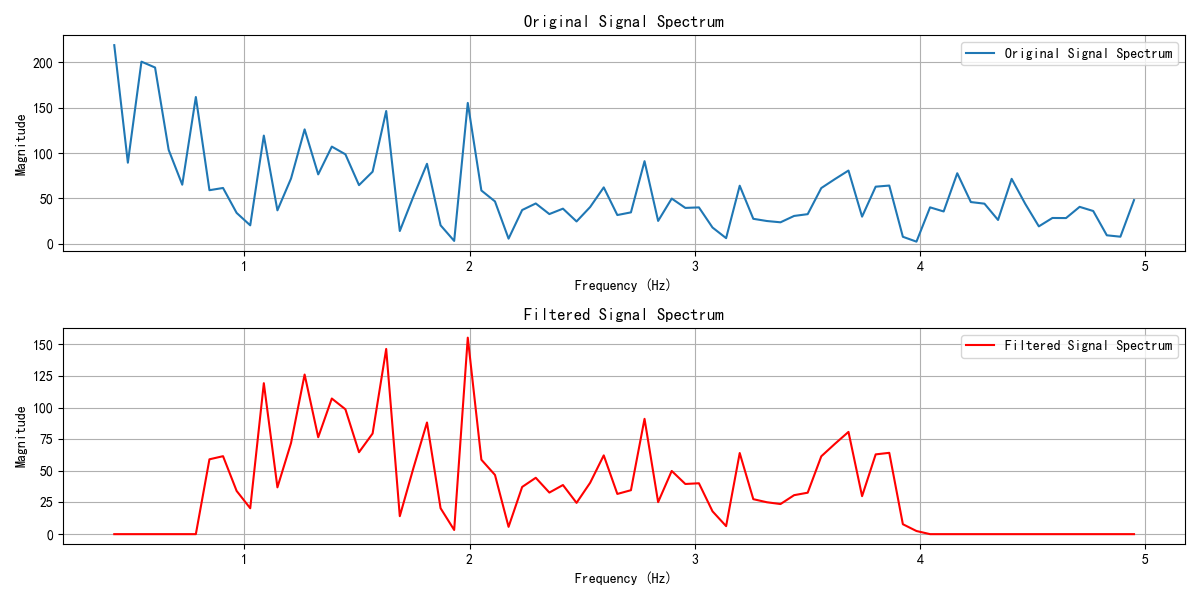 Original Signal Spectrum
Original Signal Spectrum
Magnitude
200
150
100
50
0
1 2 3 4 5
Frequency (Hz)
Filtered Signal Spectrum
Filtered Signal Spectrum
Magnitude
150
125
100
75
50
25
0
1 2 3 4 5
Frequency (Hz)